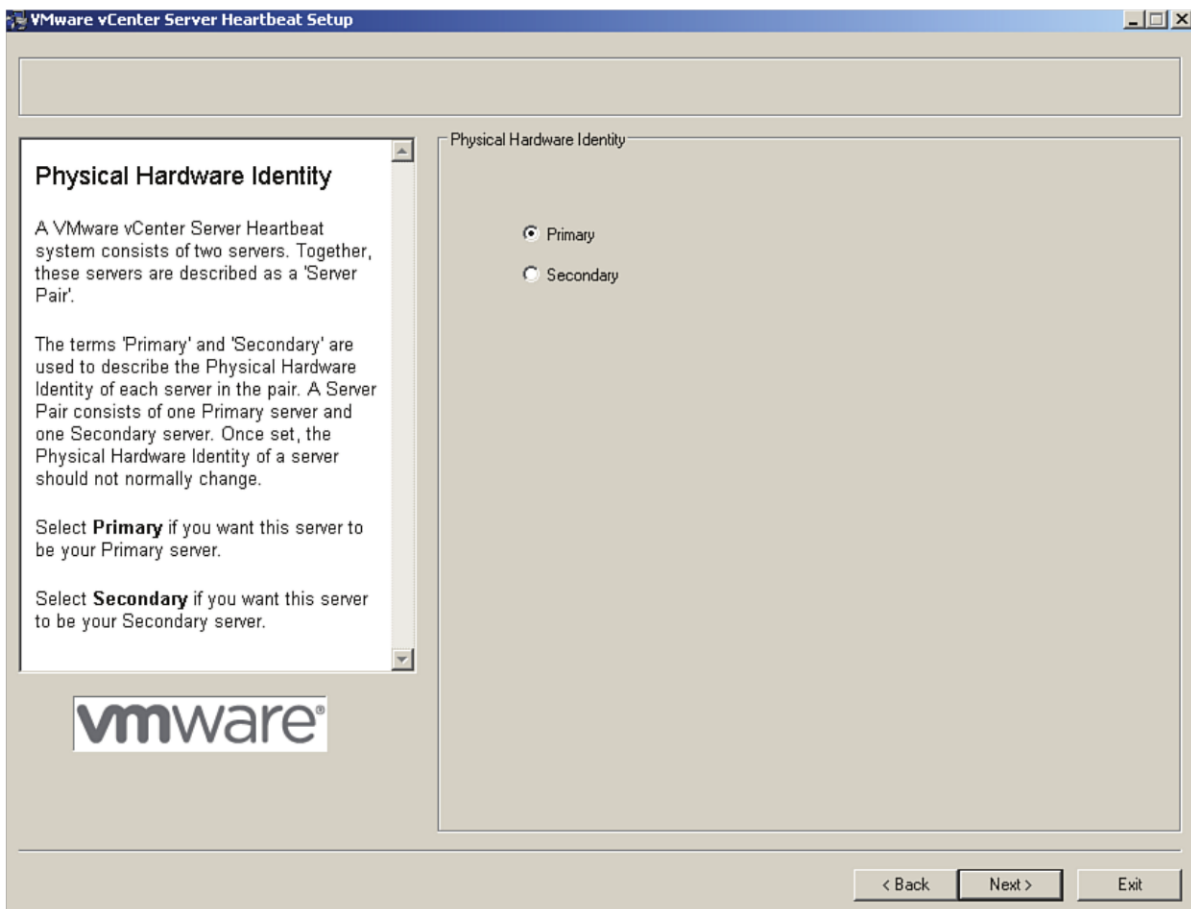 VMware vCenter Server Heartbeat Setup
Physical Hardware Identity
A VMware vCenter Server Heartbeat
system consists of two servers. Together,
these servers are described as a 'Server
Pair'.
The terms 'Primary' and 'Secondary' are
used to describe the Physical Hardware
Identity of each server in the pair. A Server
Pair consists of one Primary server and
one Secondary server. Once set, the
Physical Hardware Identity of a server
should not normally change.
Select Primary if you want this server to
be your Primary server.
Select Secondary if you want this server
to be your Secondary server.
vmware®
Physical Hardware Identity
Primary
Secondary
< Back
Next >
Exit